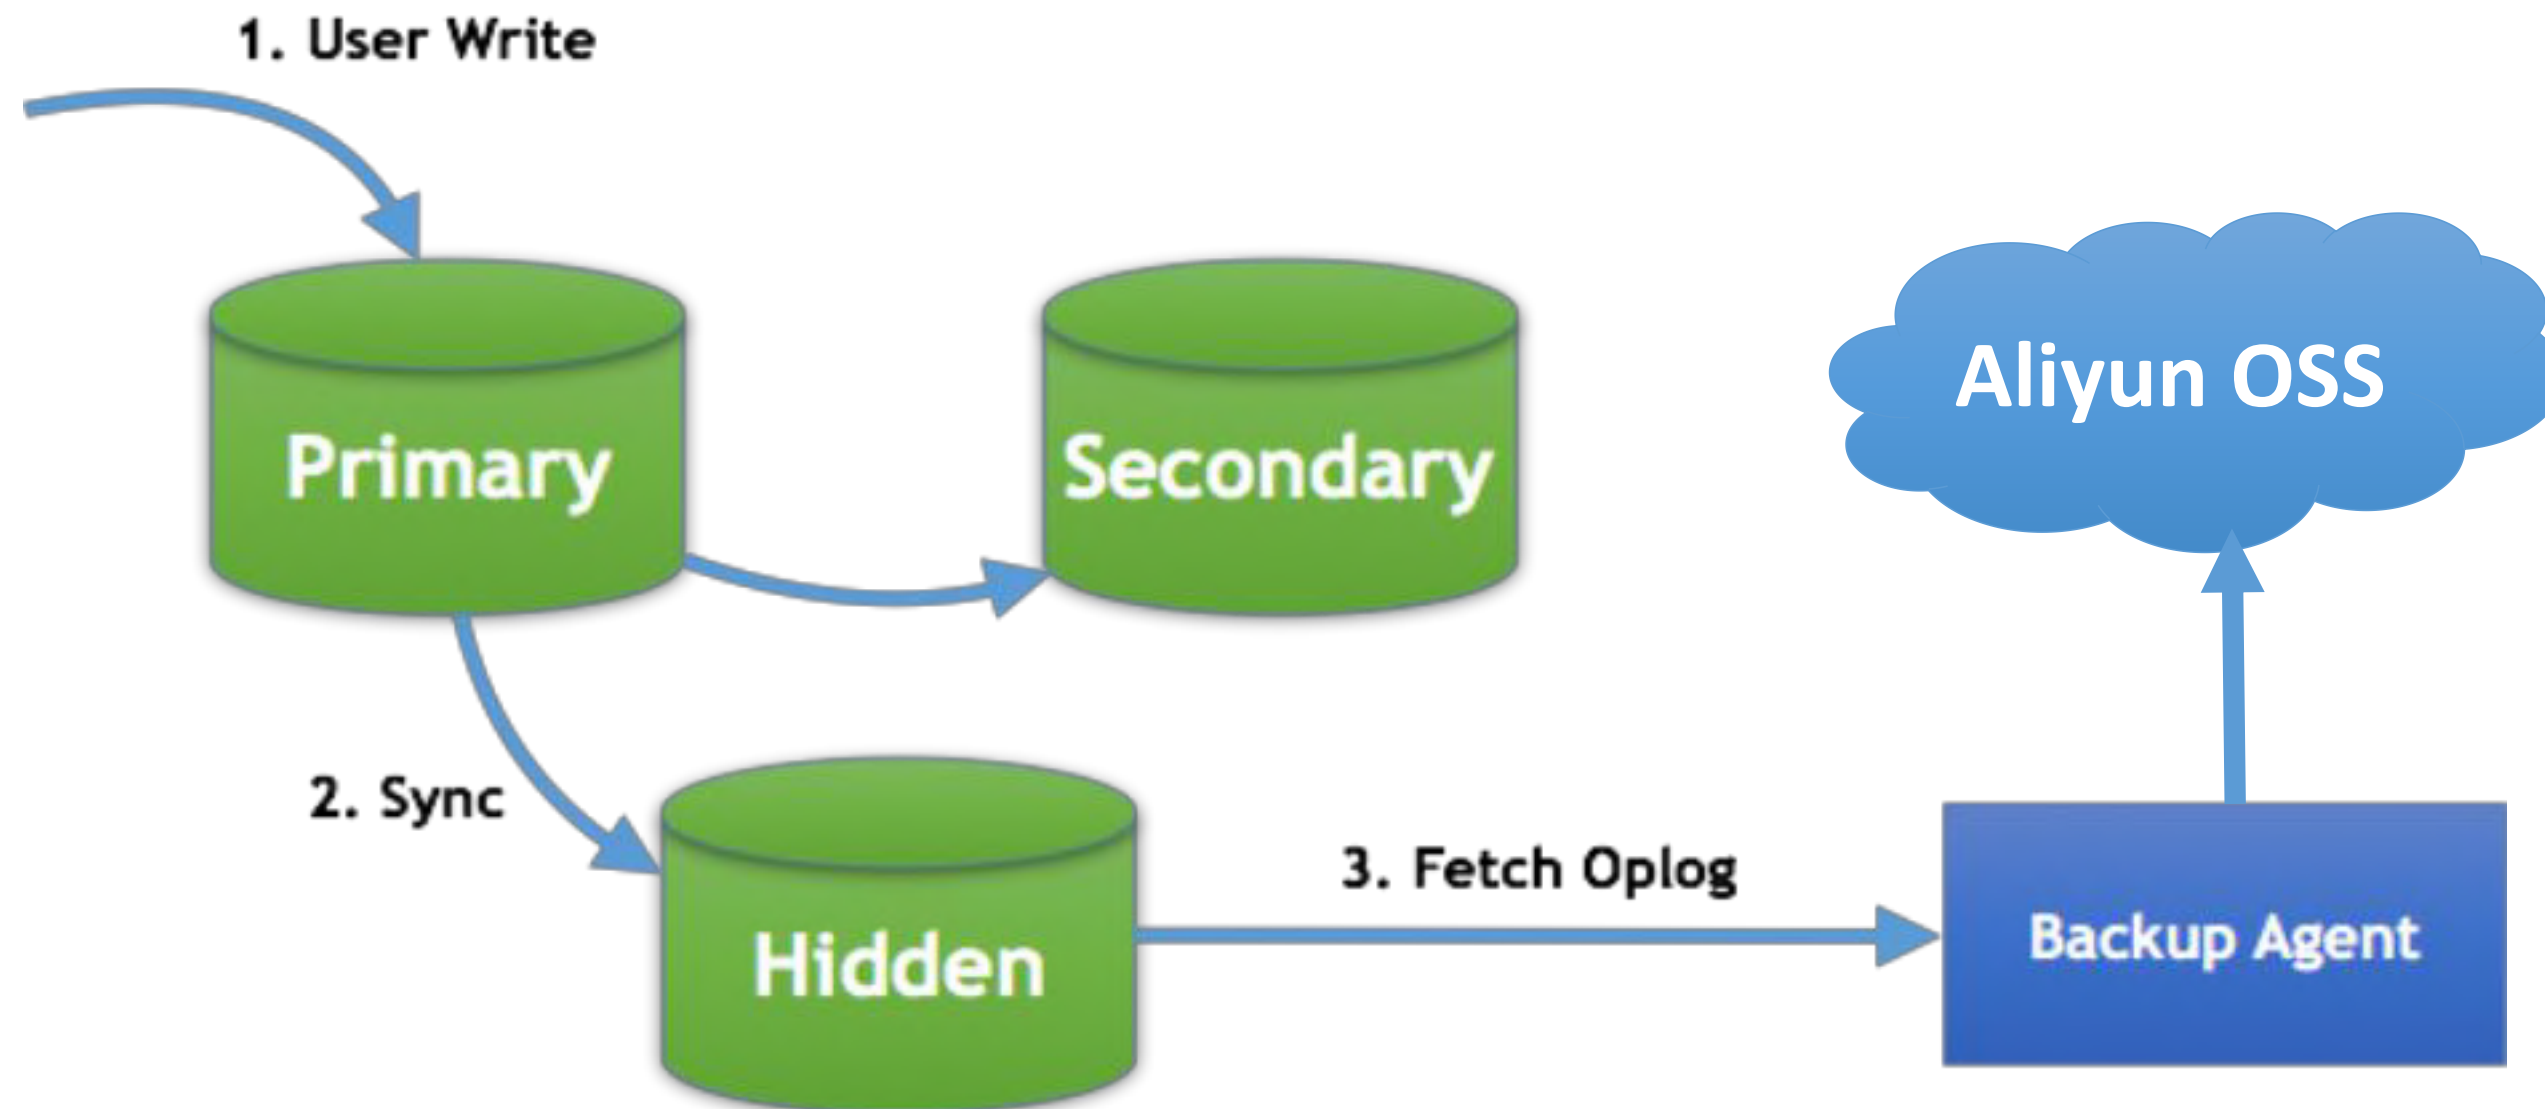 1. User Write
Primary
Secondary
Aliyun OSS
2. Sync
3. Fetch Oplog
Hidden
Backup Agent